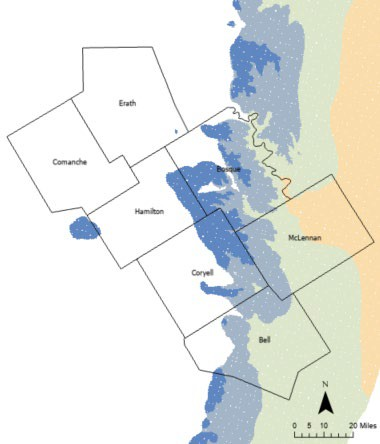 Erath
Comanche
Bosque
Hamilton
McLennan
Coryell
Bell
N
0 5 10 20 Miles